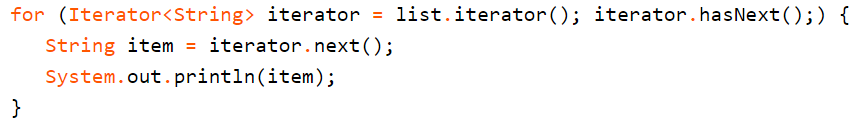 for (Iterator<String> iterator = list.iterator(); iterator.hasNext();) {
   String item = iterator.next();
   System.out.println(item);
}